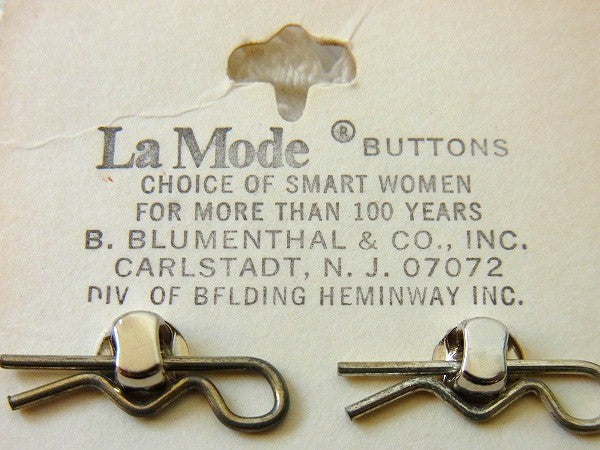 La Mode ® BUTTONS
CHOICE OF SMART WOMEN
FOR MORE THAN 100 YEARS
B. BLUMENTHAL & CO., INC.
CARLSTADT, N. J. 07072
DIV OF BELDING HEMINWAY INC.